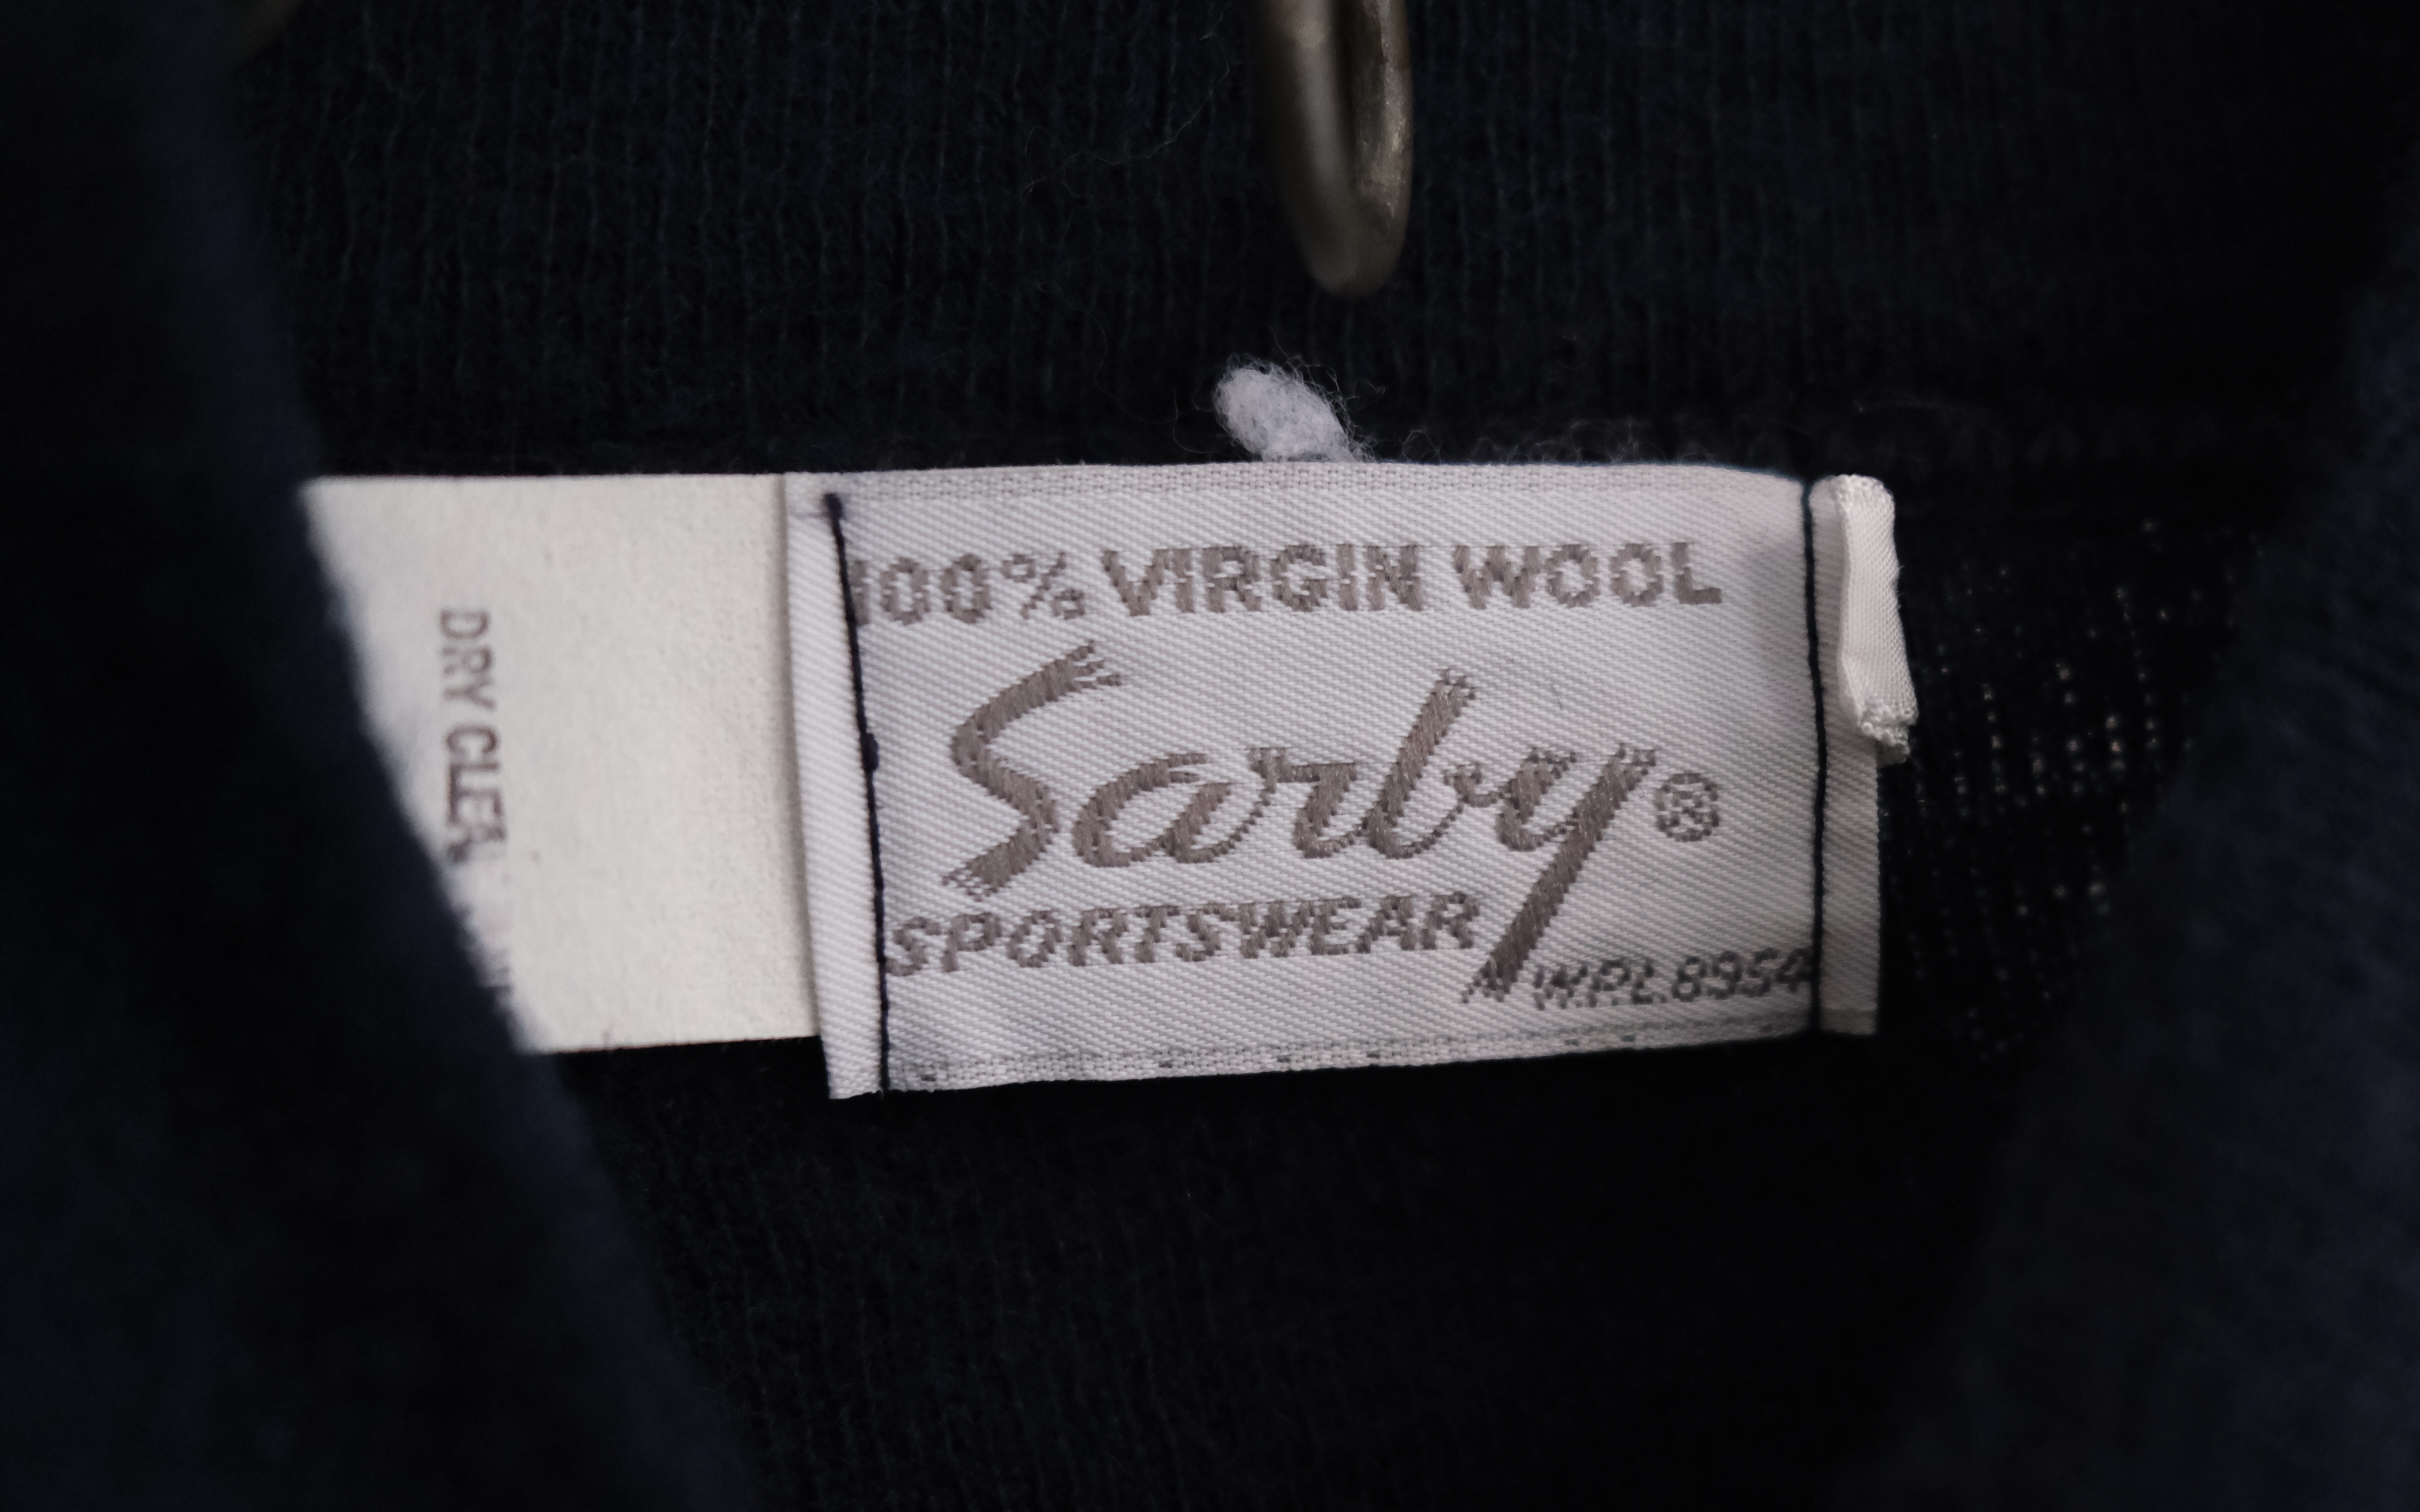 100% VIRGIN WOOL
Sarby®
SPORTSWEAR
W.P.L. 8954
DRY CLEA